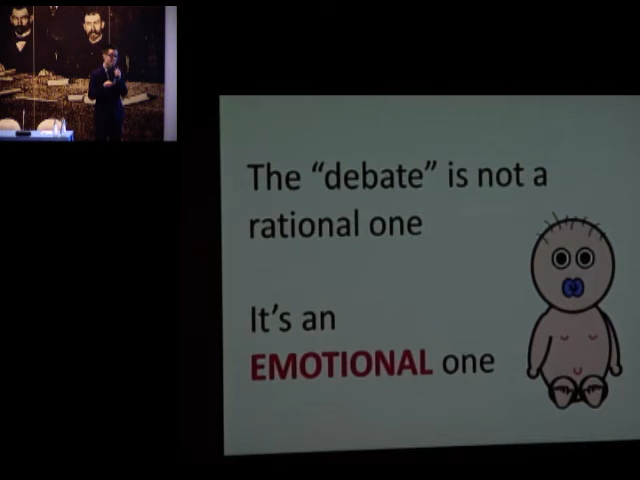 The “debate” is not a
rational one
It’s an
EMOTIONAL one